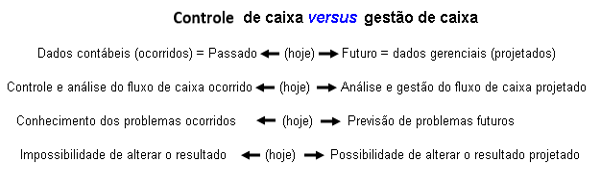 Controle de caixa versus gestão de caixa
Dados contábeis (ocorridos) = Passado (hoje) Futuro = dados gerenciais (projetados)
Controle e análise do fluxo de caixa ocorrido (hoje) Análise e gestão do fluxo de caixa projetado
Conhecimento dos problemas ocorridos (hoje) Previsão de problemas futuros
Impossibilidade de alterar o resultado (hoje) Possibilidade de alterar o resultado projetado